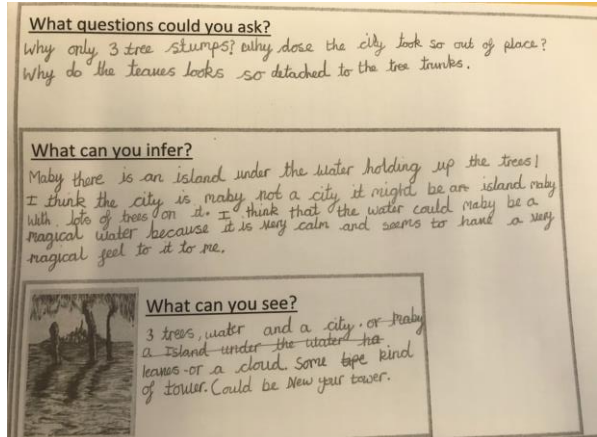 What questions could you ask?
Why only 3 tree stumps? Why dose the city look so out of place?
Why do the leaves looks so detached to the tree trunks.
What can you infer?
Maby there is an island under the water holding up the trees!
I think the city is maby not a city it might be an island maby
with lots of trees on it. I think that the water could Maby be a
magical water because it is very calm and seems to have a very
magical feel to it to me.
What can you see?
3 trees, water and a city. or Maby
a Island under the water ha
leaves or a cloud. Some tipe kind
of tower. Could be New your tower.